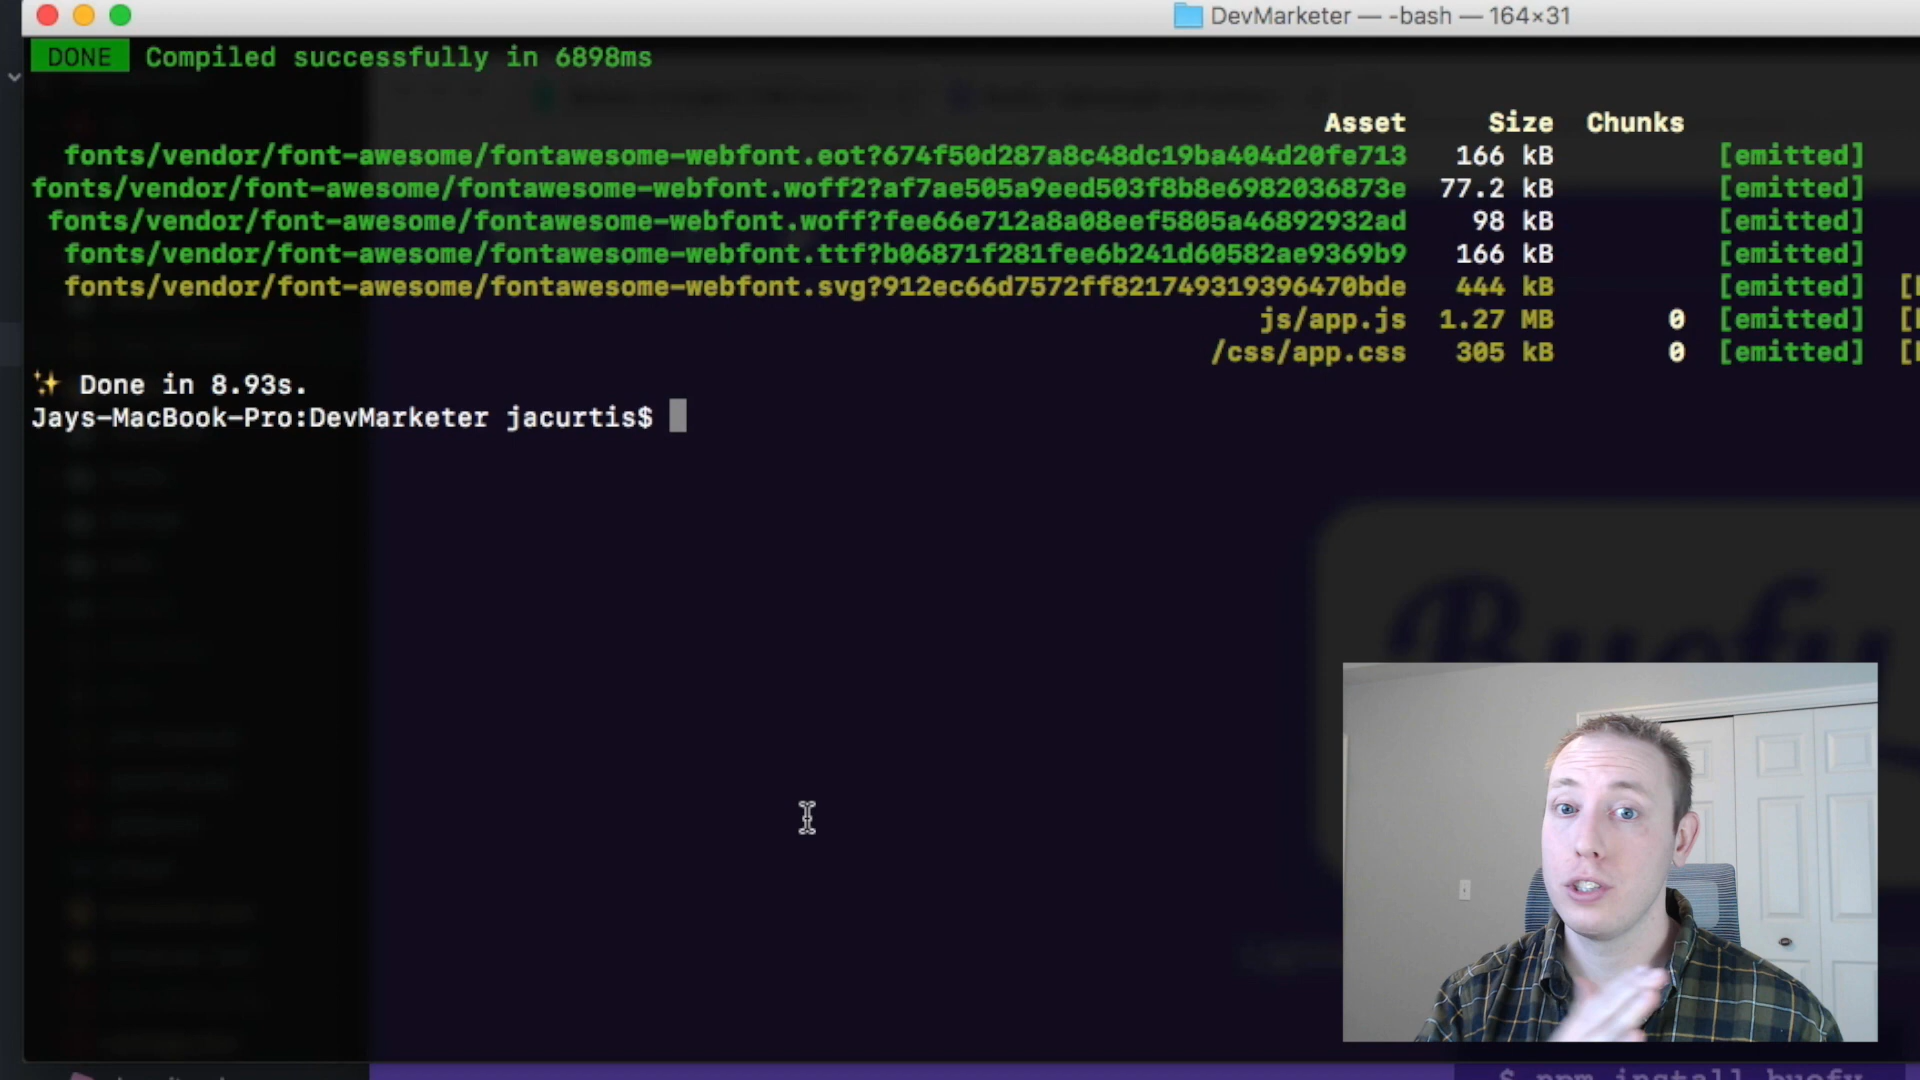 DevMarketer — -bash — 164×31
DONE Compiled successfully in 6898ms
Asset Size Chunks
fonts/vendor/font-awesome/fontawesome-webfont.eot?674f50d287a8c48dc19ba404d20fe713 166 kB [emitted]
fonts/vendor/font-awesome/fontawesome-webfont.woff2?af7ae505a9eed503f8b8e6982036873e 77.2 kB [emitted]
fonts/vendor/font-awesome/fontawesome-webfont.woff?fee66e712a8a08eef5805a46892932ad 98 kB [emitted]
fonts/vendor/font-awesome/fontawesome-webfont.ttf?b06871f281fee6b241d60582ae9369b9 166 kB [emitted]
fonts/vendor/font-awesome/fontawesome-webfont.svg?912ec66d7572ff821749319396470bde 444 kB [emitted] [
js/app.js 1.27 MB 0 [emitted] [
/css/app.css 305 kB 0 [emitted] [
✨ Done in 8.93s.
Jays-MacBook-Pro:DevMarketer jacurtis$
Buefy
$ npm install buefy